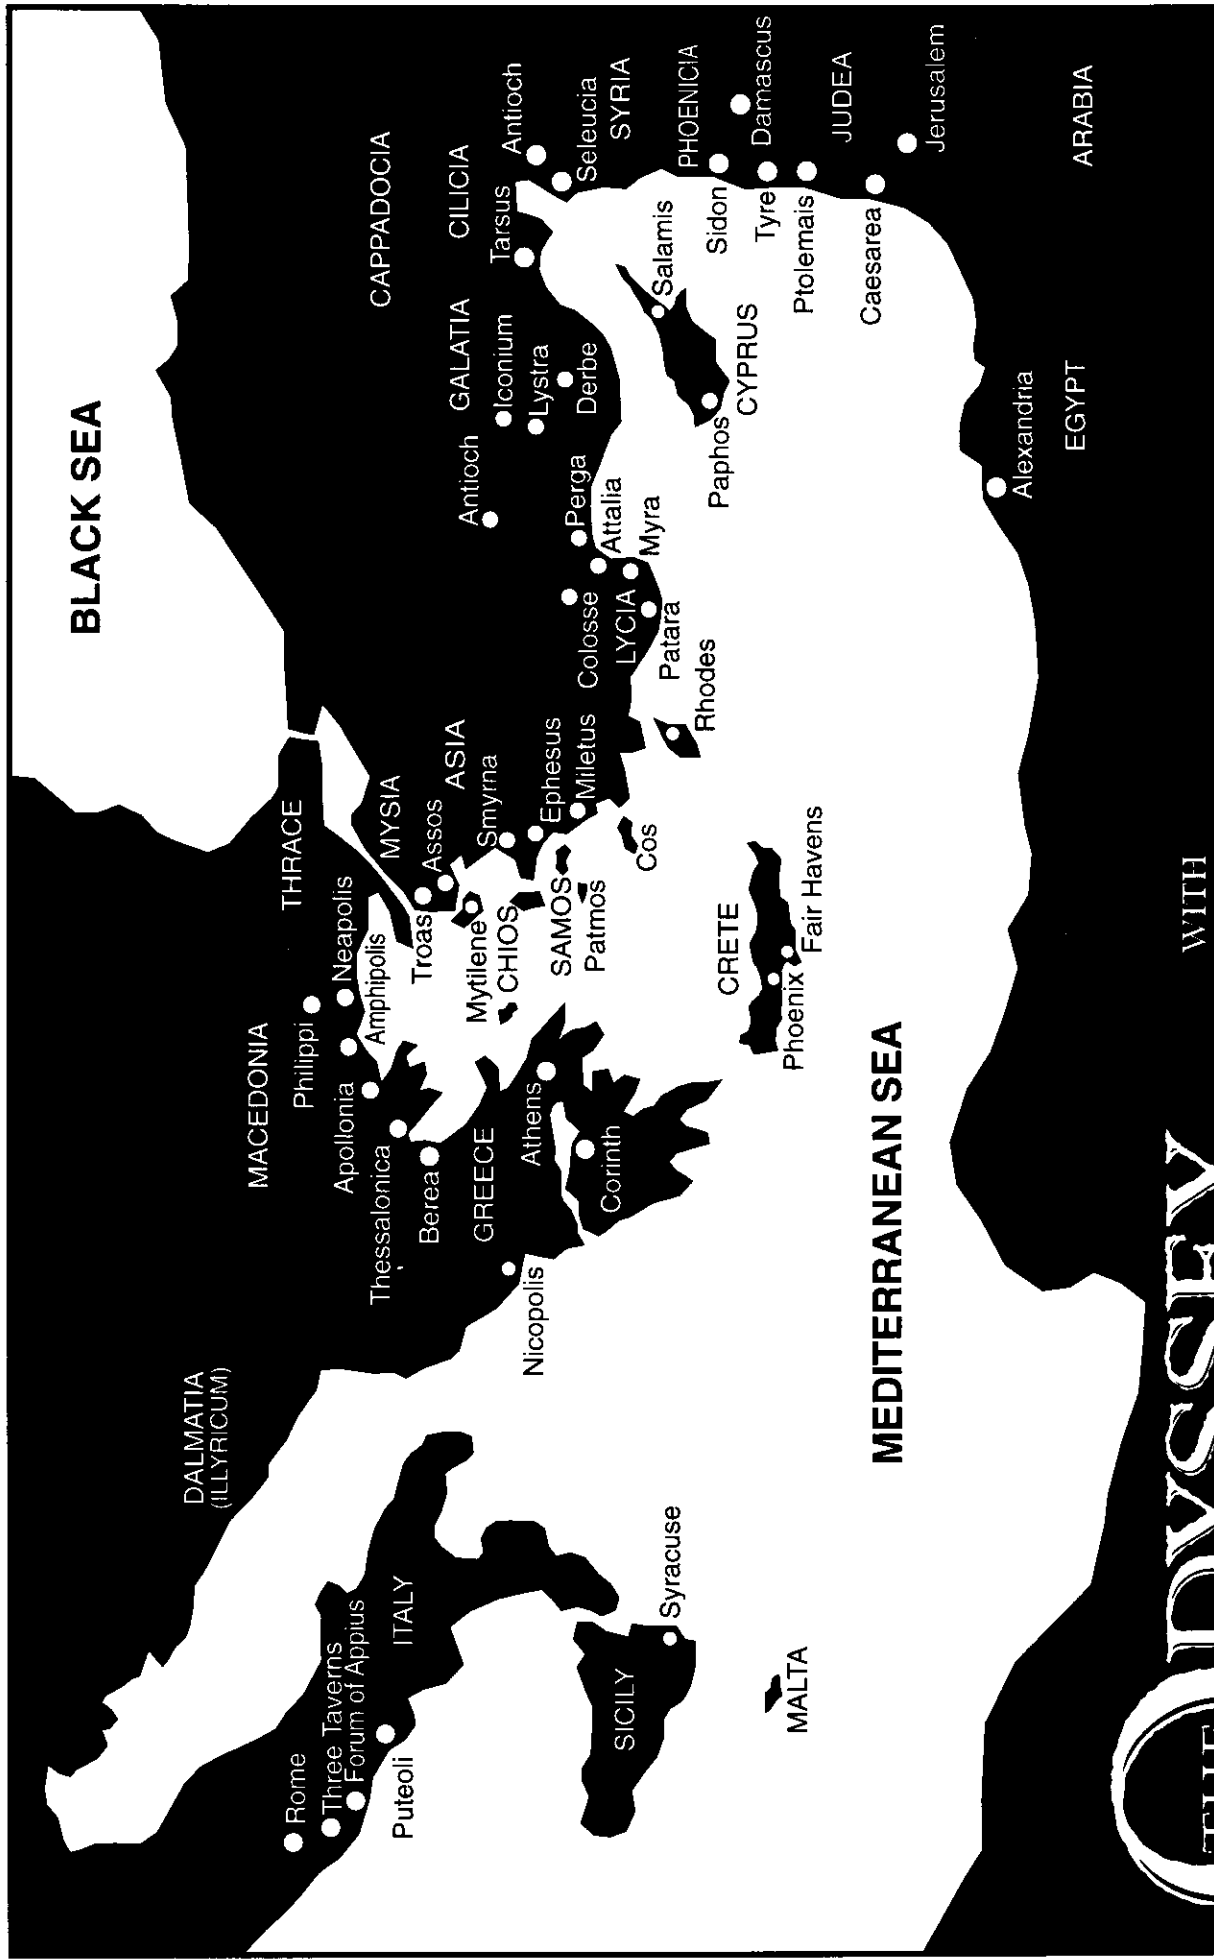 BLACK SEA
DALMATIA
(ILLYRICUM)
MACEDONIA
THRACE
Philippi
Neapolis
Rome
Three Taverns
Forum of Appius
Puteoli
ITALY
Apollonia
Amphipolis
Thessalonica
Berea
GREECE
Nicopolis
Athens
Corinth
Troas
MYSIA
Assos
ASIA
Mytilene
CHIOS
Smyrna
Ephesus
SAMOS
Patmos
Miletus
Cos
Rhodes
Colosse
LYCIA
Patara
Perga
Attalia
Myra
Antioch
GALATIA
Iconium
Lystra
Derbe
CAPPADOCIA
CILICIA
Tarsus
Antioch
Seleucia
SYRIA
SICILY
Syracuse
MALTA
CRETE
Phoenix
Fair Havens
Salamis
Paphos
CYPRUS
PHOENICIA
Sidon
Damascus
Tyre
Ptolemais
JUDEA
Caesarea
Jerusalem
MEDITERRANEAN SEA
Alexandria
EGYPT
ARABIA
THE
ODYSSEY
WITH